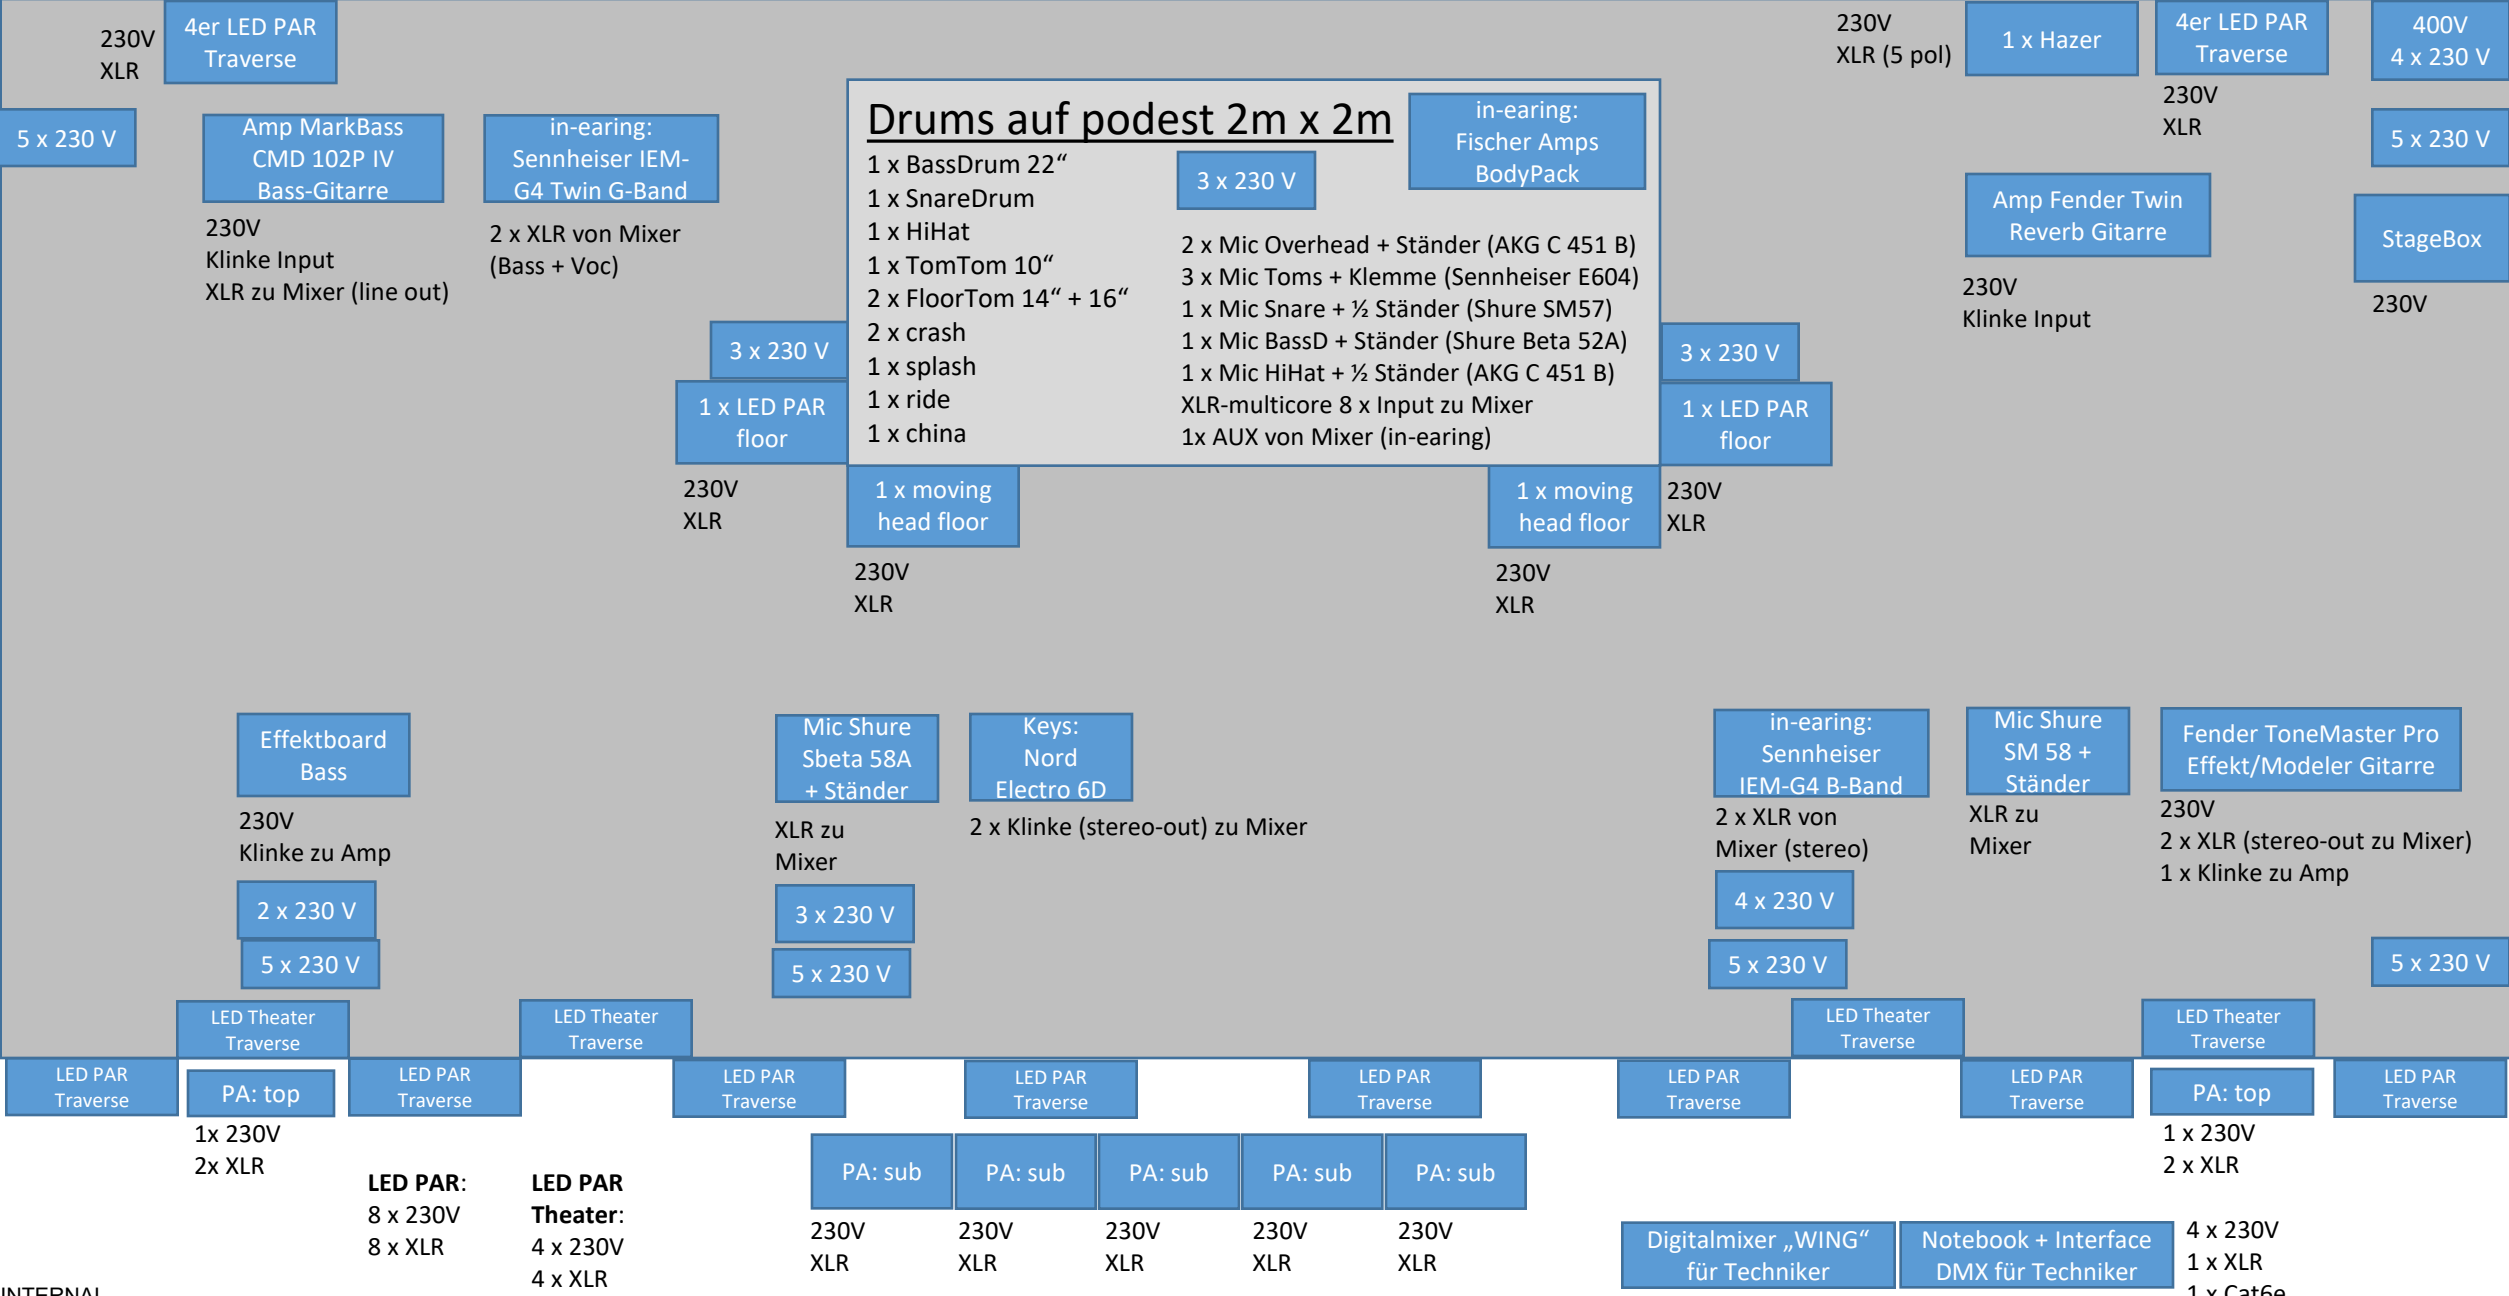 230V
XLR
4er LED PAR
Traverse
230V
XLR (5 pol)
1 x Hazer
4er LED PAR
Traverse
230V
XLR
400V
4 x 230 V
5 x 230 V
Amp MarkBass
CMD 102P IV
Bass-Gitarre
230V
Klinke Input
XLR zu Mixer (line out)
in-earing:
Sennheiser IEM-
G4 Twin G-Band
2 x XLR von Mixer
(Bass + Voc)
Drums auf podest 2m x 2m
1 x BassDrum 22“
1 x SnareDrum
1 x HiHat
1 x TomTom 10“
2 x FloorTom 14“ + 16“
2 x crash
1 x splash
1 x ride
1 x china
in-earing:
Fischer Amps
BodyPack
3 x 230 V
2 x Mic Overhead + Ständer (AKG C 451 B)
3 x Mic Toms + Klemme (Sennheiser E604)
1 x Mic Snare + ½ Ständer (Shure SM57)
1 x Mic BassD + Ständer (Shure Beta 52A)
1 x Mic HiHat + ½ Ständer (AKG C 451 B)
XLR-multicore 8 x Input zu Mixer
1x AUX von Mixer (in-earing)
5 x 230 V
Amp Fender Twin
Reverb Gitarre
230V
Klinke Input
StageBox
230V
3 x 230 V
1 x LED PAR
floor
230V
XLR
3 x 230 V
1 x LED PAR
floor
230V
XLR
1 x moving
head floor
230V
XLR
1 x moving
head floor
230V
XLR
Effektboard
Bass
230V
Klinke zu Amp
2 x 230 V
5 x 230 V
Mic Shure
Sbeta 58A
+ Ständer
XLR zu
Mixer
3 x 230 V
5 x 230 V
Keys:
Nord
Electro 6D
2 x Klinke (stereo-out) zu Mixer
in-earing:
Sennheiser
IEM-G4 B-Band
2 x XLR von
Mixer (stereo)
4 x 230 V
5 x 230 V
Mic Shure
SM 58 +
Ständer
XLR zu
Mixer
Fender ToneMaster Pro
Effekt/Modeler Gitarre
230V
2 x XLR (stereo-out zu Mixer)
1 x Klinke zu Amp
5 x 230 V
LED Theater
Traverse
LED Theater
Traverse
LED Theater
Traverse
LED Theater
Traverse
LED PAR
Traverse
PA: top
1x 230V
2x XLR
LED PAR
Traverse
LED PAR
Traverse
LED PAR
Traverse
LED PAR
Traverse
LED PAR
Traverse
LED PAR
Traverse
PA: top
1 x 230V
2 x XLR
LED PAR
Traverse
LED PAR:
8 x 230V
8 x XLR
LED PAR
Theater:
4 x 230V
4 x XLR
PA: sub
230V
XLR
PA: sub
230V
XLR
PA: sub
230V
XLR
PA: sub
230V
XLR
PA: sub
230V
XLR
Digitalmixer „WING“
für Techniker
Notebook + Interface
DMX für Techniker
4 x 230V
1 x XLR
1 x Cat6e
INTERNAL